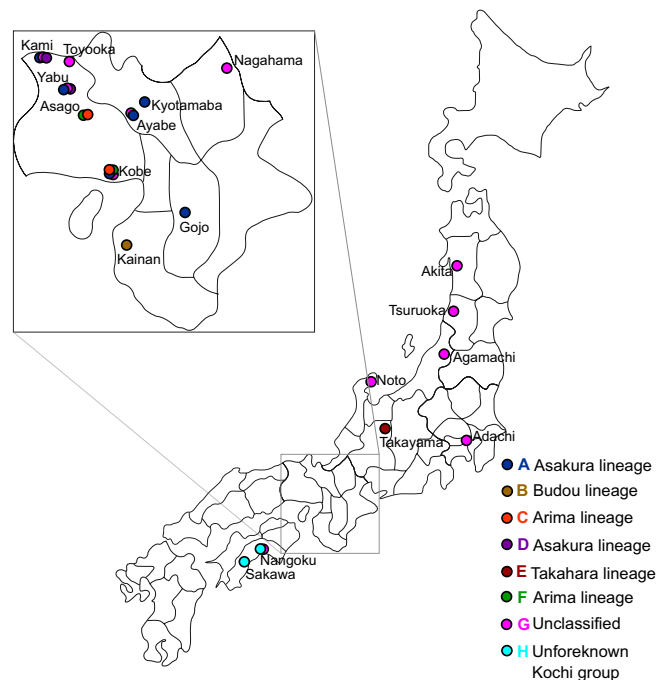 Kami
Toyooka
Nagahama
Yabu
Asago
Kyotamaba
Ayabe
Kobe
Gojo
Kainan
Akita
Tsuruoka
Agamachi
Noto
Takayama
Adachi
Nangoku
Sakawa
A Asakura lineage
B Budou lineage
C Arima lineage
D Asakura lineage
E Takahara lineage
F Arima lineage
G Unclassified
H Unforeknown
Kochi group